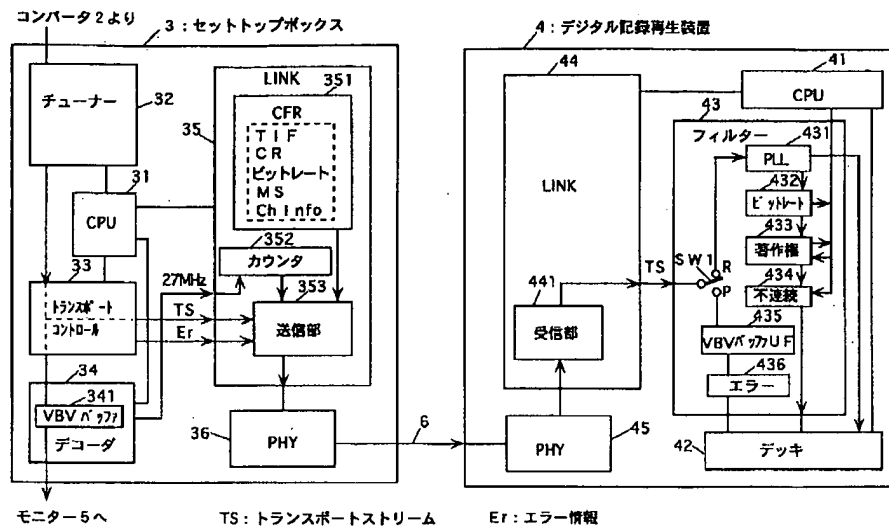 コンバータ2より
3:セットトップボックス
チューナー
32
31
CPU
33
トランスポート
コントロール
34
341
VBVバッファ
デコーダ
モニター5へ
LINK
351
35
CFR
TIF
CR
ビットレート
MS
Ch Info
352
カウンタ
27MHz
353
TS
Er
送信部
36
PHY
6
4:デジタル記録再生装置
44
LINK
441
受信部
PHY
45
41
CPU
43
フィルター
431
PLL
432
ビットレート
433
著作権
434
不連続
TS
SW1
R
P
435
VBVバッファUF
436
エラー
42
デッキ
TS:トランスポートストリーム
Er:エラー情報